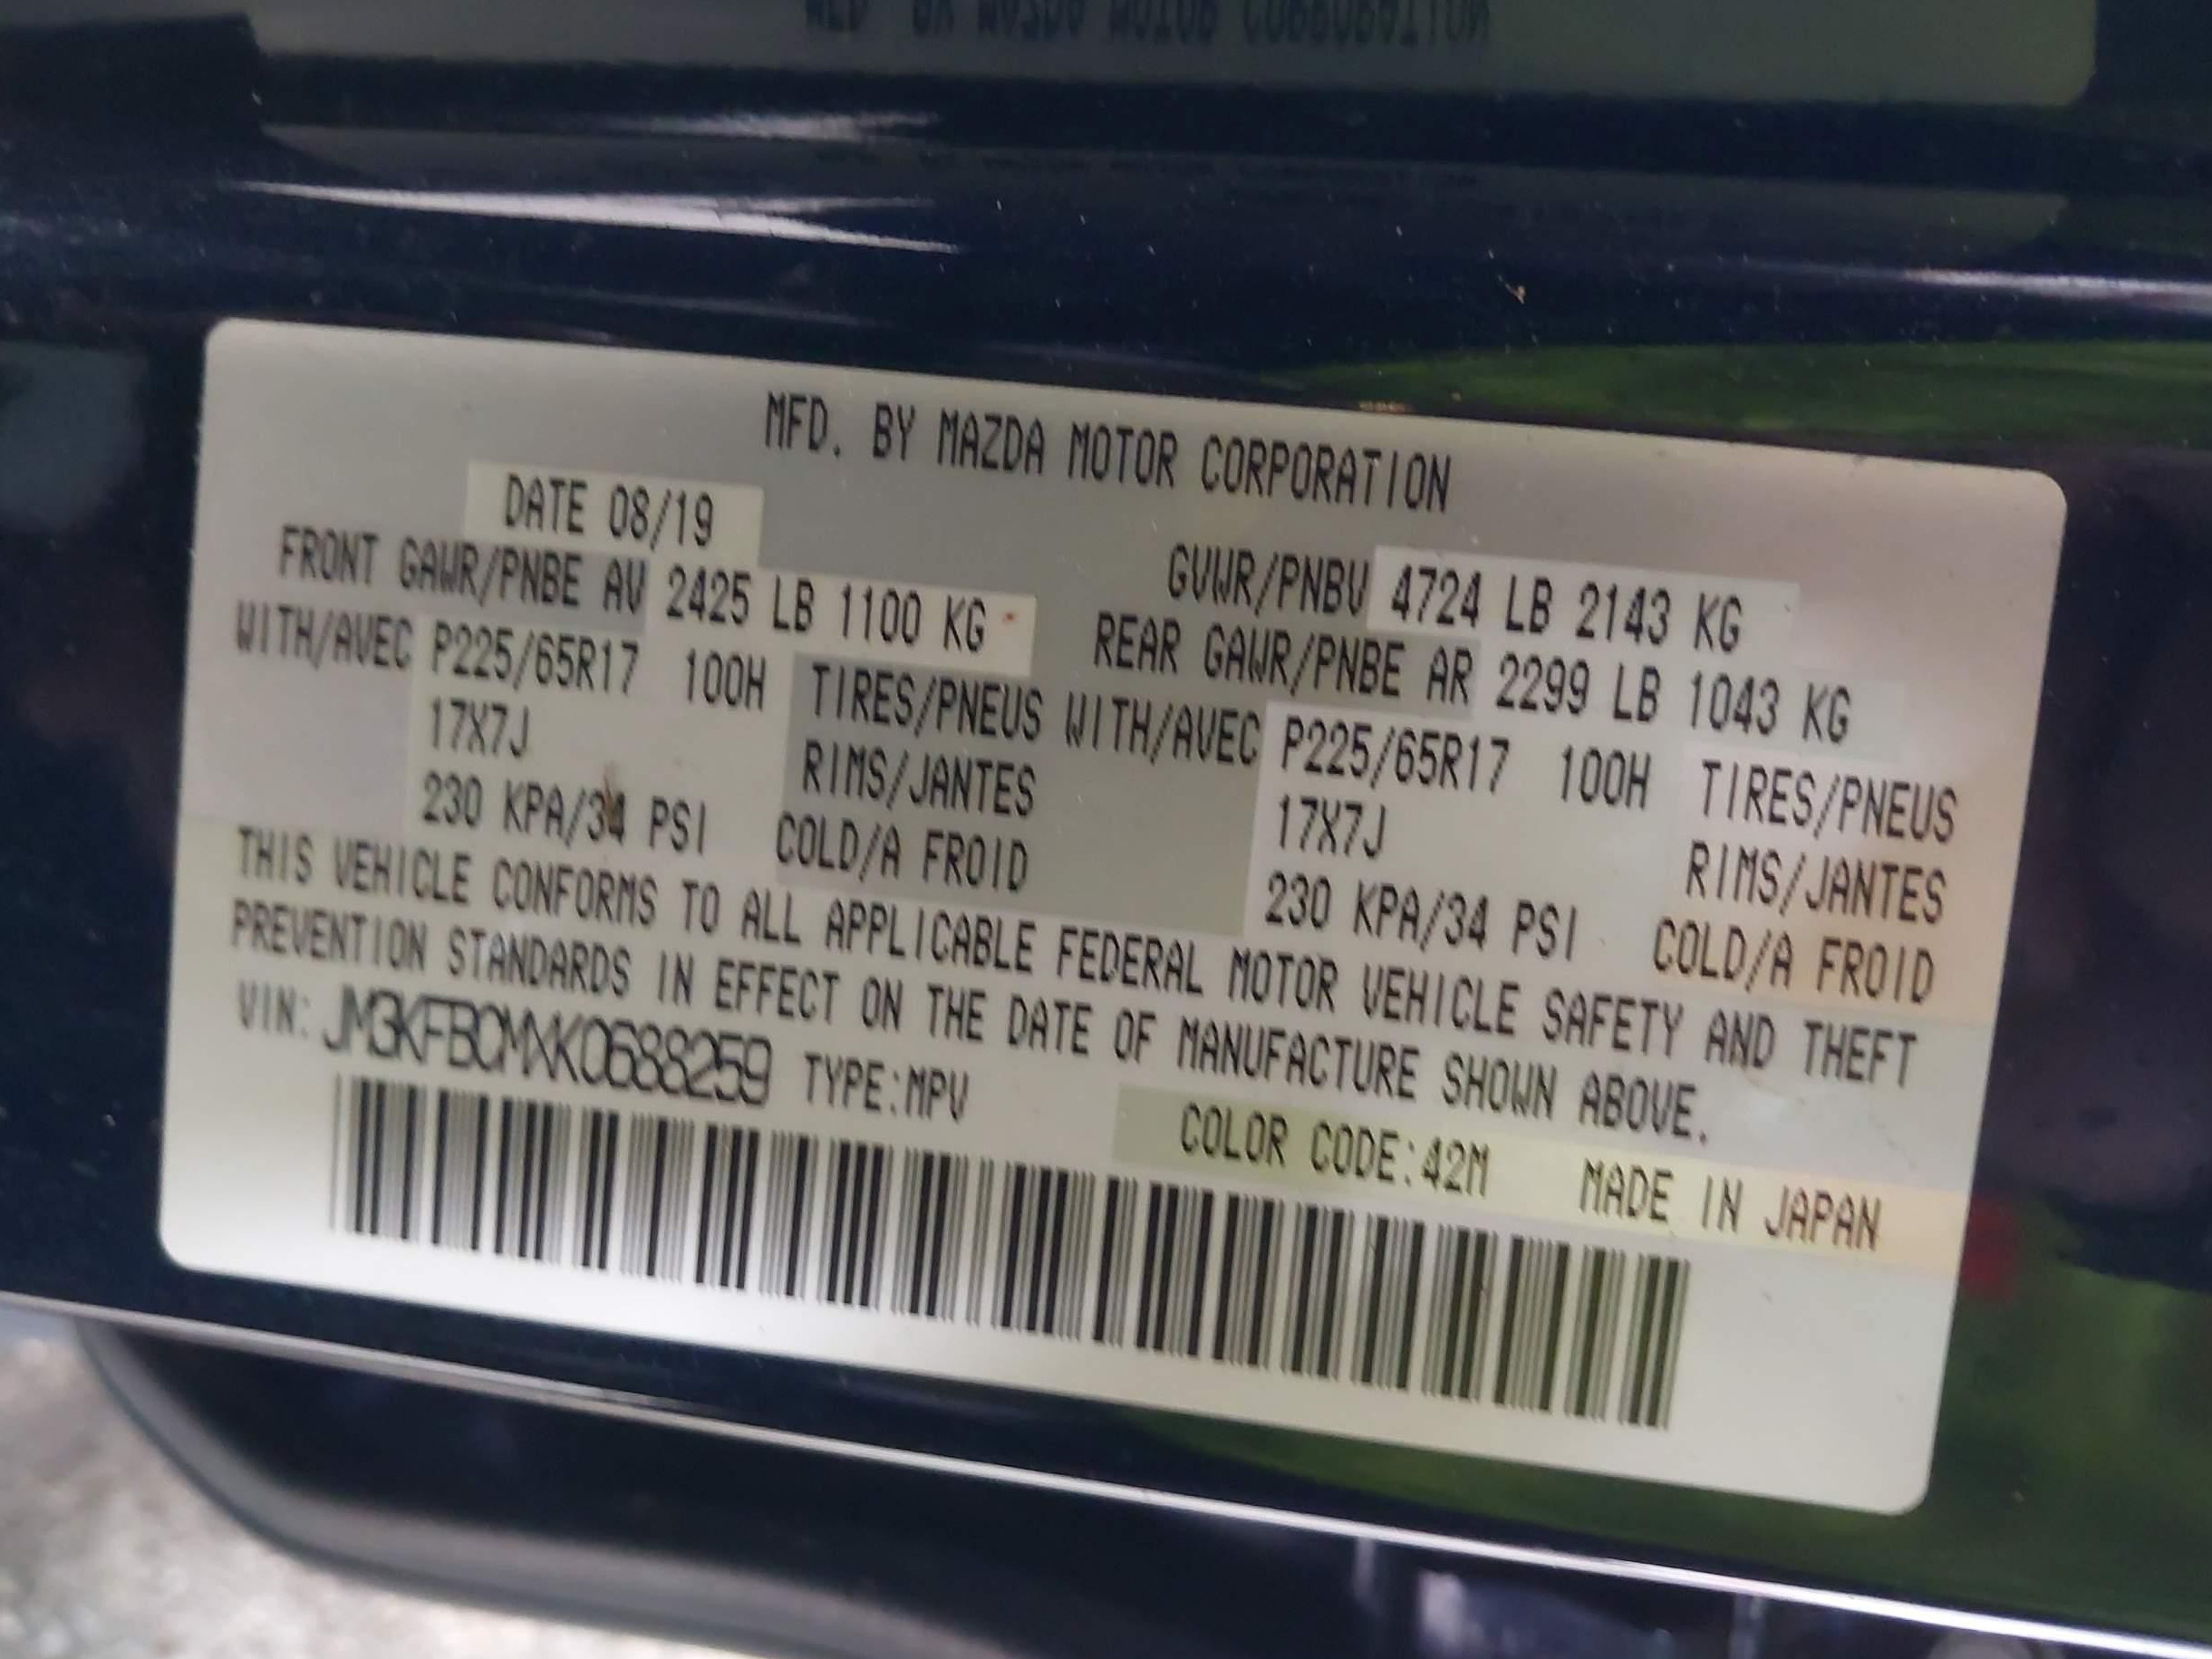 MFD. BY MAZDA MOTOR CORPORATION
DATE 08/19 GVWR/PNBV 4724 LB 2143 KG
FRONT GAWR/PNBE AV 2425 LB 1100 KG REAR GAWR/PNBE AR 2299 LB 1043 KG
WITH/AVEC P225/65R17 100H TIRES/PNEUS WITH/AVEC P225/65R17 100H TIRES/PNEUS
17X7J RIMS/JANTES 17X7J RIMS/JANTES
230 KPA/34 PSI COLD/A FROID 230 KPA/34 PSI COLD/A FROID
THIS VEHICLE CONFORMS TO ALL APPLICABLE FEDERAL MOTOR VEHICLE SAFETY AND THEFT
PREVENTION STANDARDS IN EFFECT ON THE DATE OF MANUFACTURE SHOWN ABOVE.
VIN: JM3KFBCMXK0688259 TYPE:MPV
COLOR CODE:42M MADE IN JAPAN